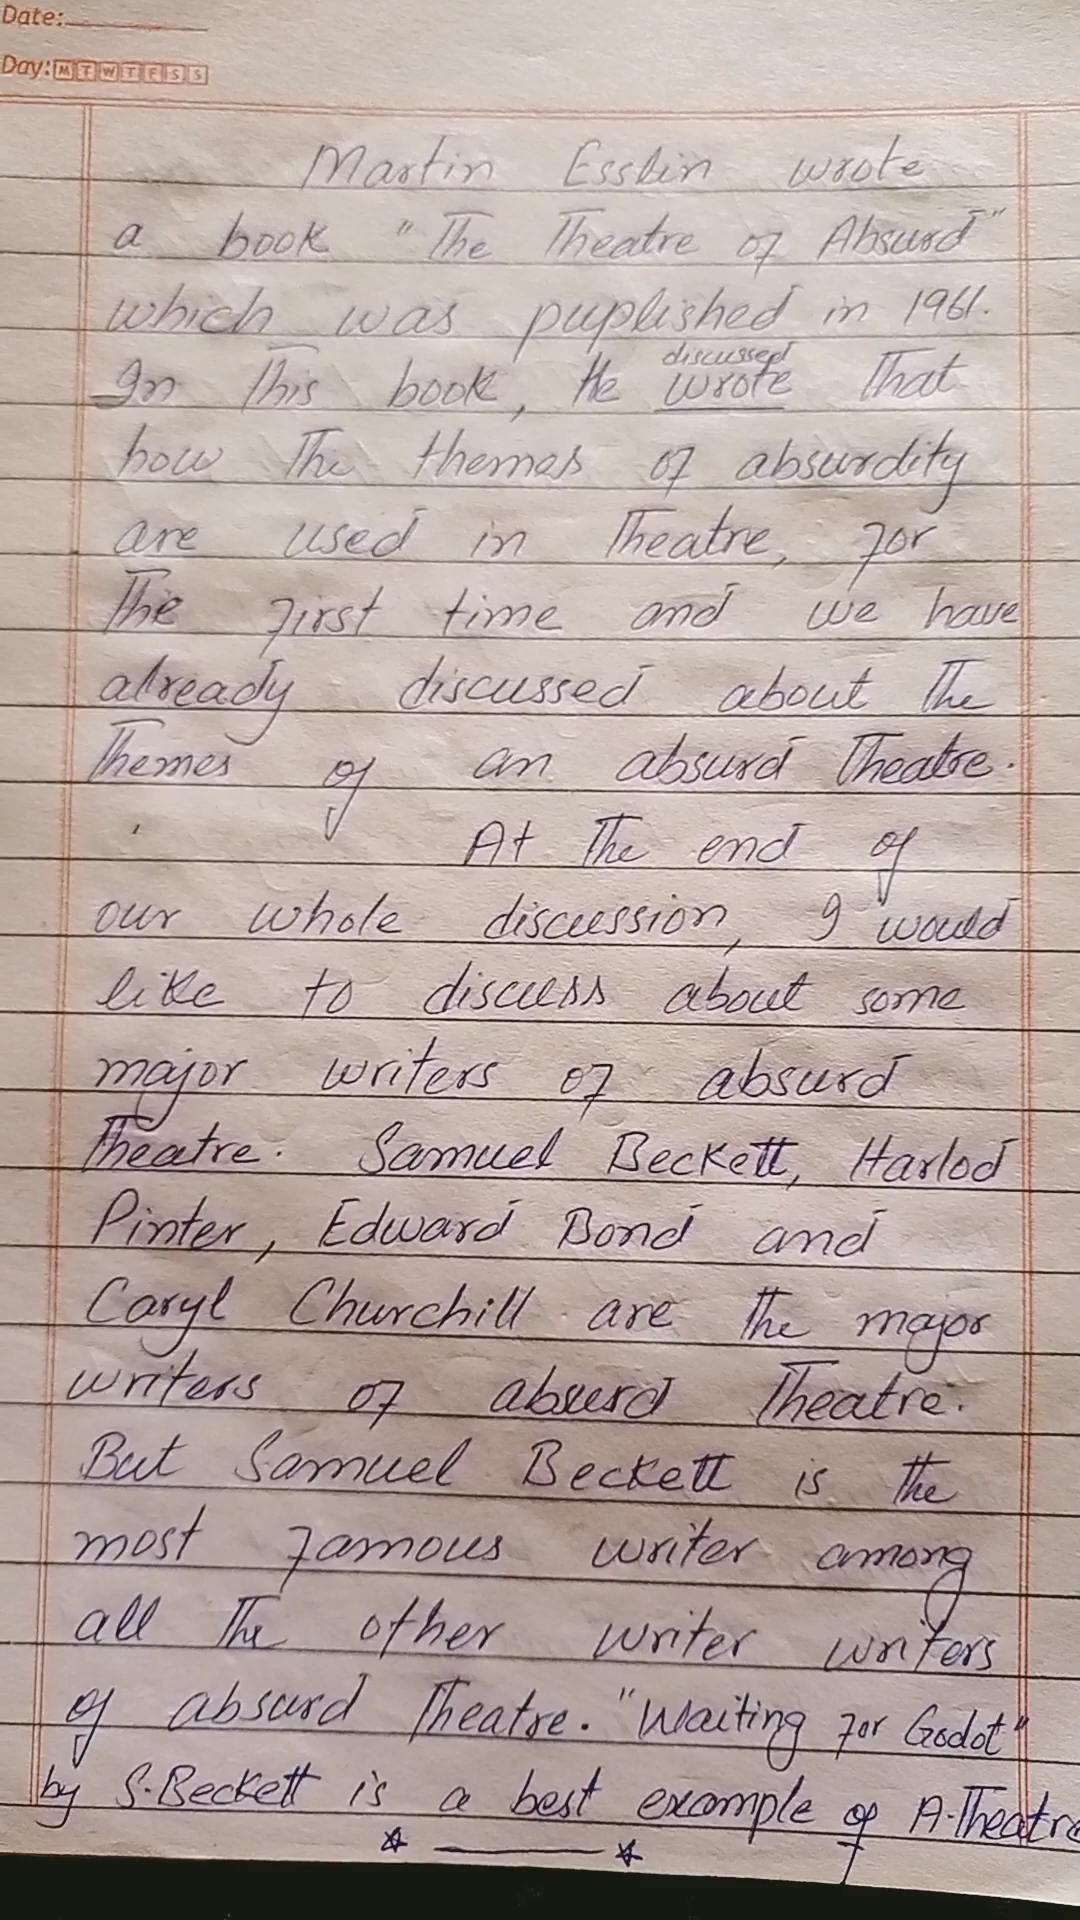 Date:
Day: M T W T F S S
Martin Esslin wrote
a book "The Theatre of Absurd"
which was puplished in 1961.
discussed
In this book, He wrote That
how The themes of absurdity
are used in Theatre, for
The first time and we have
already discussed about The
Themes of an absurd Theatre.
At The end of
our whole discussion, I would
like to discuss about some
major writers of absurd
Theatre. Samuel Beckett, Harlod
Pinter, Edward Bond and
Caryl Churchill are The major
writers of absurd Theatre.
But Samuel Beckett is The
most famous writer among
all The other writer writers
of absurd Theatre. "Waiting for Godot"
by S.Beckett is a best example of A.Theatre